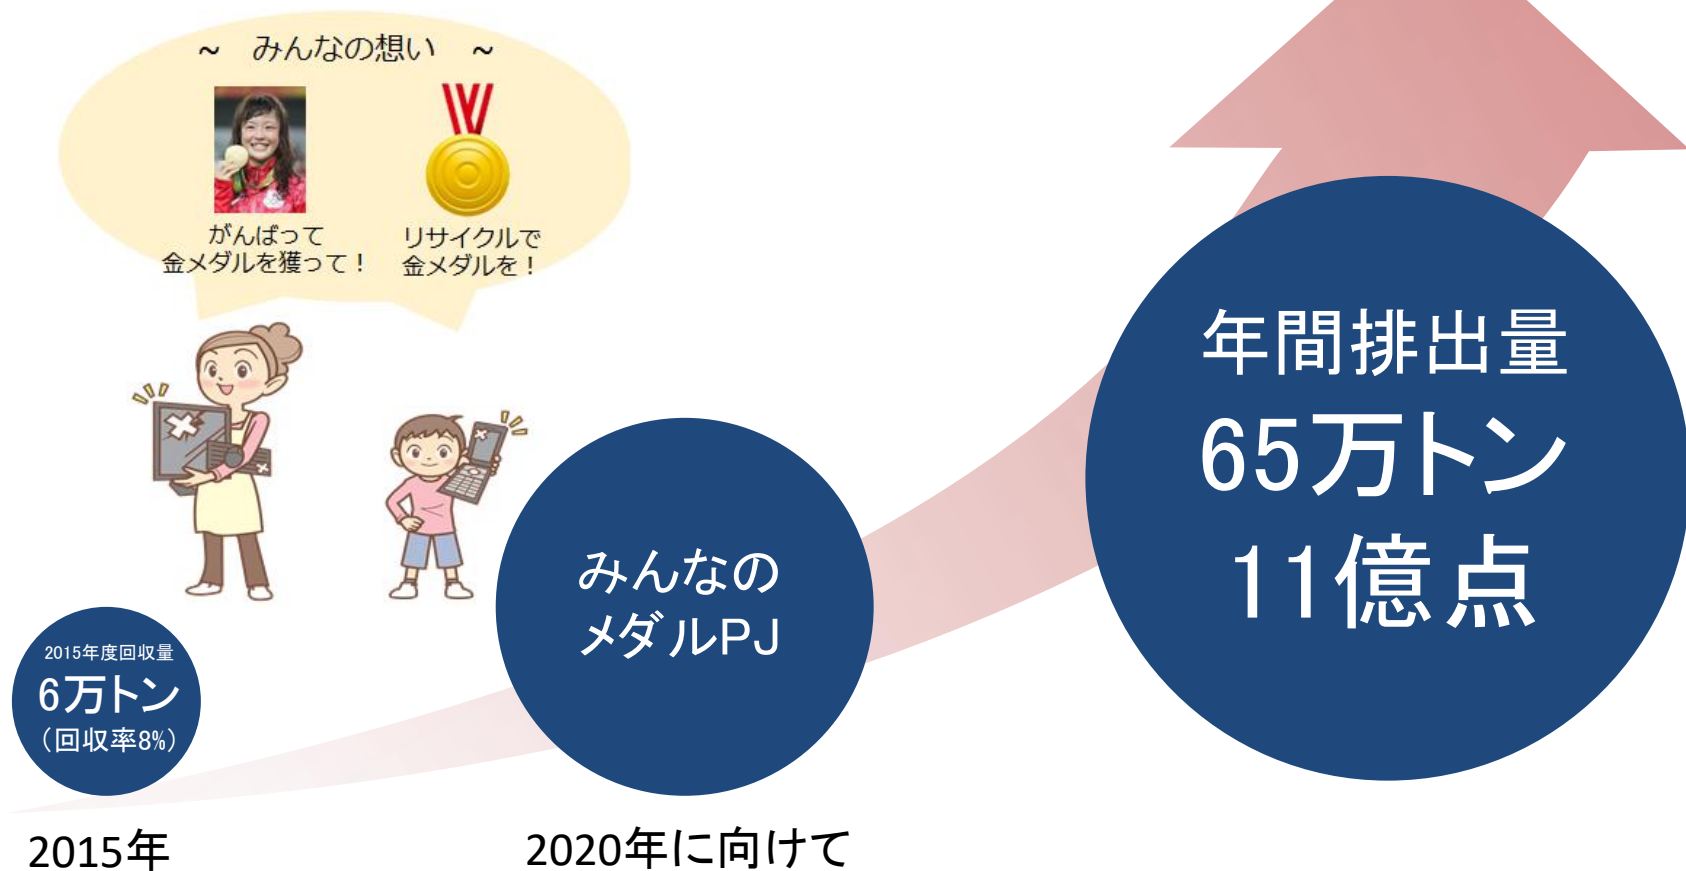 ~ みんなの想い ~
がんばって
金メダルを獲って！
リサイクルで
金メダルを！
2015年度回収量
6万トン
（回収率8%）
みんなの
メダルPJ
年間排出量
65万トン
11億点
2015年
2020年に向けて